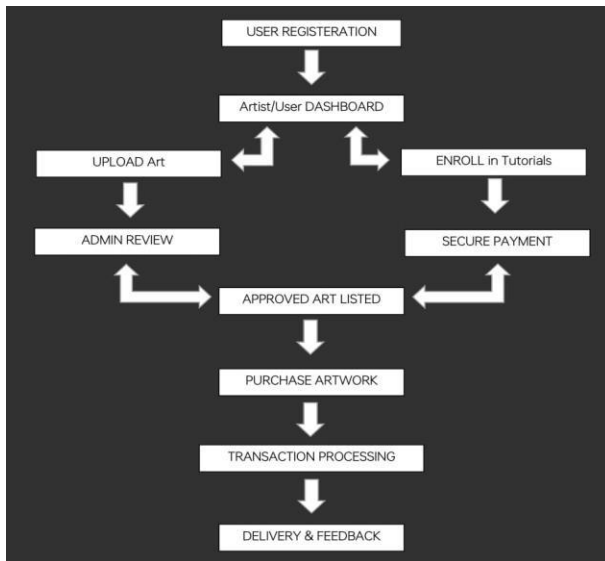 USER REGISTERATION
Artist/User DASHBOARD
UPLOAD Art
ENROLL in Tutorials
ADMIN REVIEW
SECURE PAYMENT
APPROVED ART LISTED
PURCHASE ARTWORK
TRANSACTION PROCESSING
DELIVERY & FEEDBACK